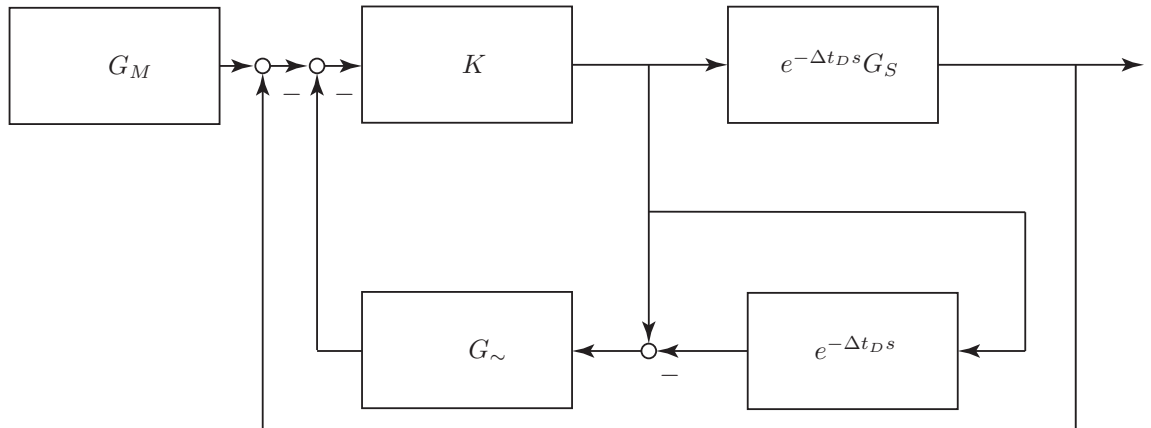 G_M
K
e^{-Δt_D s} G_S
−
−
G_∼
e^{-Δt_D s}
−